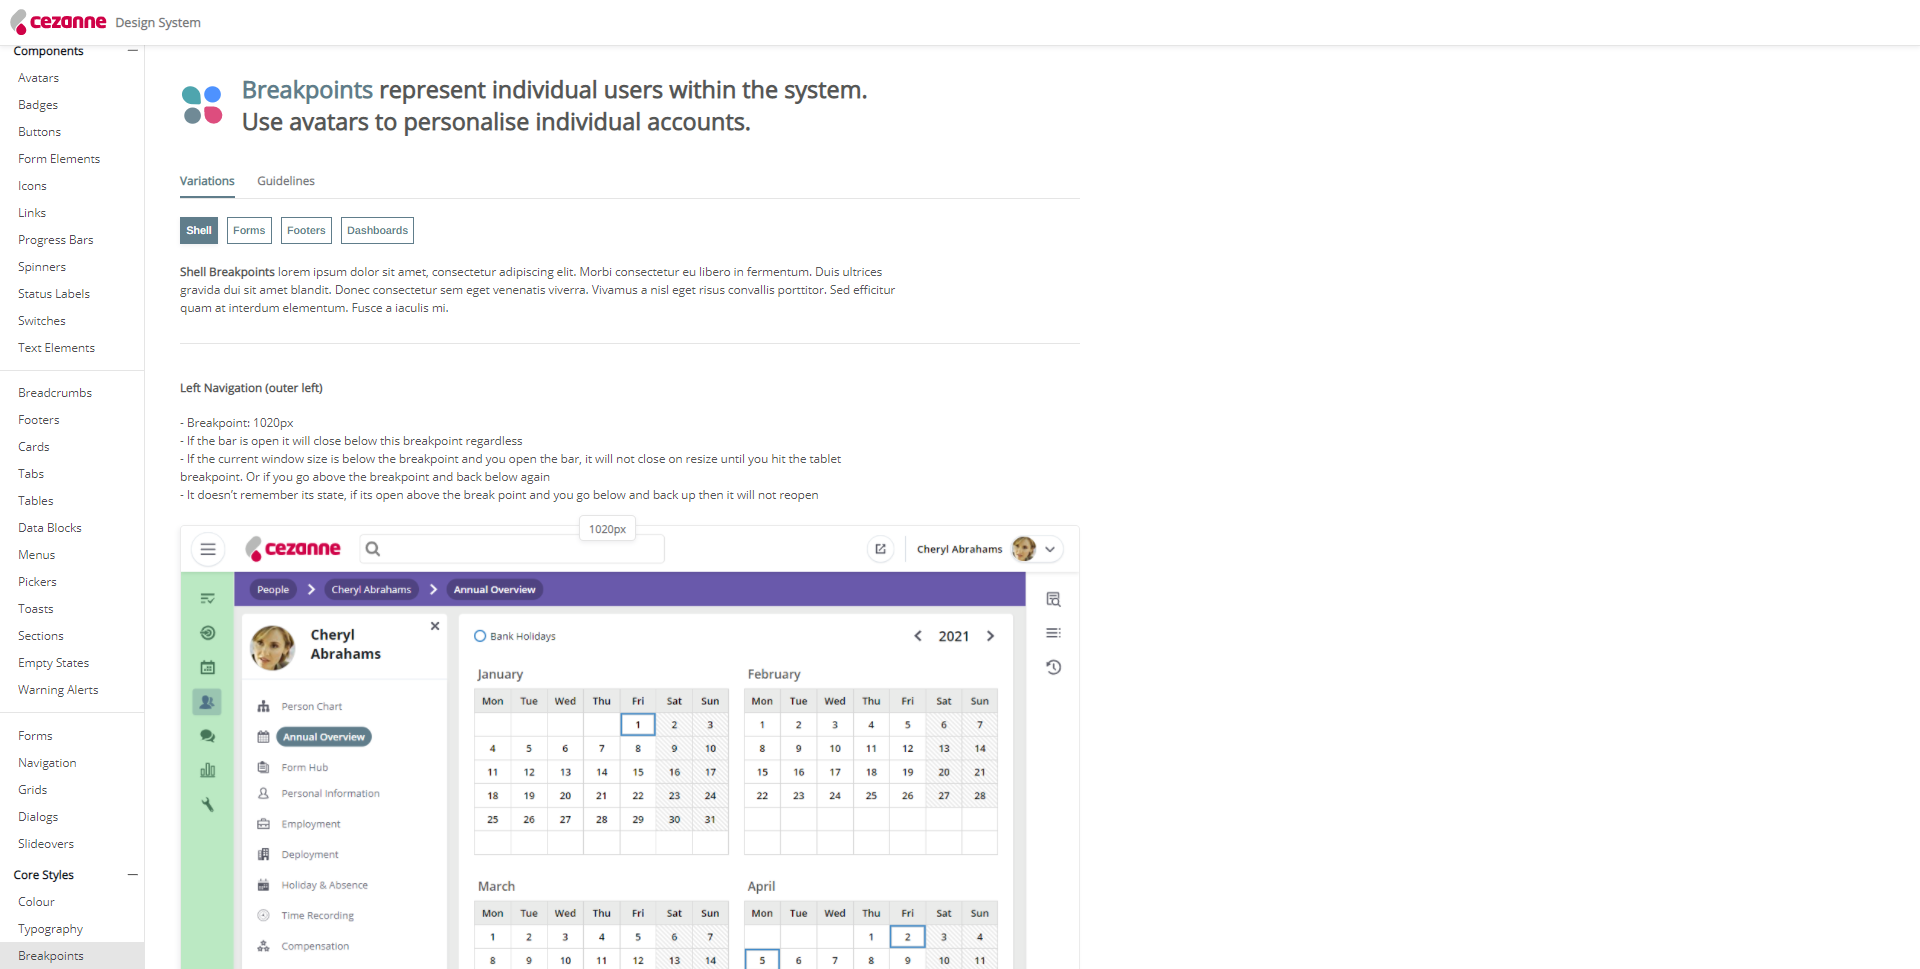 cezanne Design System
Components
Avatars
Badges
Buttons
Form Elements
Icons
Links
Progress Bars
Spinners
Status Labels
Switches
Text Elements
Breadcrumbs
Footers
Cards
Tabs
Tables
Data Blocks
Menus
Pickers
Toasts
Sections
Empty States
Warning Alerts
Forms
Navigation
Grids
Dialogs
Slideovers
Core Styles
Colour
Typography
Breakpoints
Breakpoints represent individual users within the system.
Use avatars to personalise individual accounts.
Variations Guidelines
Shell Forms Footers Dashboards
Shell Breakpoints lorem ipsum dolor sit amet, consectetur adipiscing elit. Morbi consectetur eu libero in fermentum. Duis ultrices
gravida dui sit amet blandit. Donec consectetur sem eget venenatis viverra. Vivamus a nisl eget risus convallis porttitor. Sed efficitur
quam at interdum elementum. Fusce a iaculis mi.
Left Navigation (outer left)
- Breakpoint: 1020px
- If the bar is open it will close below this breakpoint regardless
- If the current window size is below the breakpoint and you open the bar, it will not close on resize until you hit the tablet
breakpoint. Or if you go above the breakpoint and back below again
- It doesn't remember its state, if its open above the break point and you go below and back up then it will not reopen
1020px
cezanne Cheryl Abrahams
People Cheryl Abrahams Annual Overview
Cheryl
Abrahams
Person Chart
Annual Overview
Form Hub
Personal Information
Employment
Deployment
Holiday & Absence
Time Recording
Compensation
Bank Holidays 2021
January
Mon Tue Wed Thu Fri Sat Sun
1 2 3
4 5 6 7 8 9 10
11 12 13 14 15 16 17
18 19 20 21 22 23 24
25 26 27 28 29 30 31
February
Mon Tue Wed Thu Fri Sat Sun
1 2 3 4 5 6 7
8 9 10 11 12 13 14
15 16 17 18 19 20 21
22 23 24 25 26 27 28
March
Mon Tue Wed Thu Fri Sat Sun
1 2 3 4 5 6 7
8 9 10 11 12 13 14
April
Mon Tue Wed Thu Fri Sat Sun
1 2 3 4
5 6 7 8 9 10 11